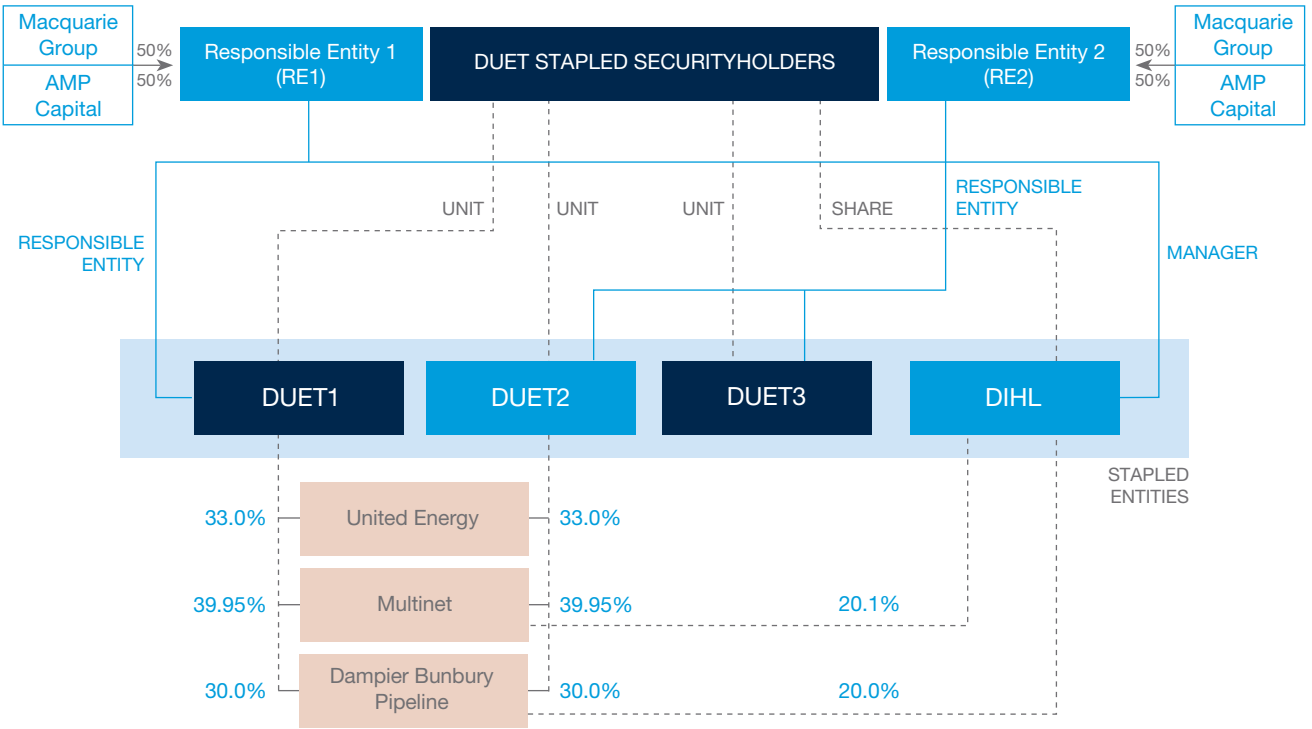 Macquarie
Group
AMP
Capital
50%
50%
Responsible Entity 1
(RE1)
DUET STAPLED SECURITYHOLDERS
Responsible Entity 2
(RE2)
50%
50%
Macquarie
Group
AMP
Capital
RESPONSIBLE
ENTITY
UNIT
UNIT
UNIT
SHARE
RESPONSIBLE
ENTITY
MANAGER
DUET1
DUET2
DUET3
DIHL
STAPLED
ENTITIES
33.0%
United Energy
33.0%
39.95%
Multinet
39.95%
20.1%
30.0%
Dampier Bunbury
Pipeline
30.0%
20.0%